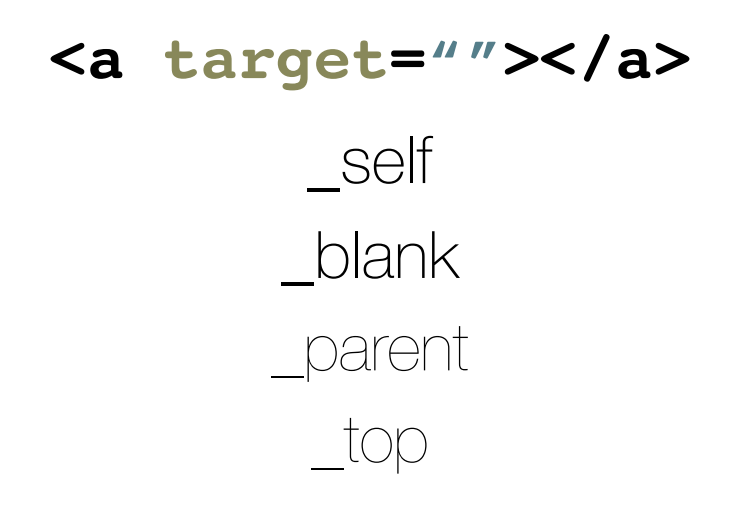 <a target=“”></a>
_self
_blank
_parent
_top